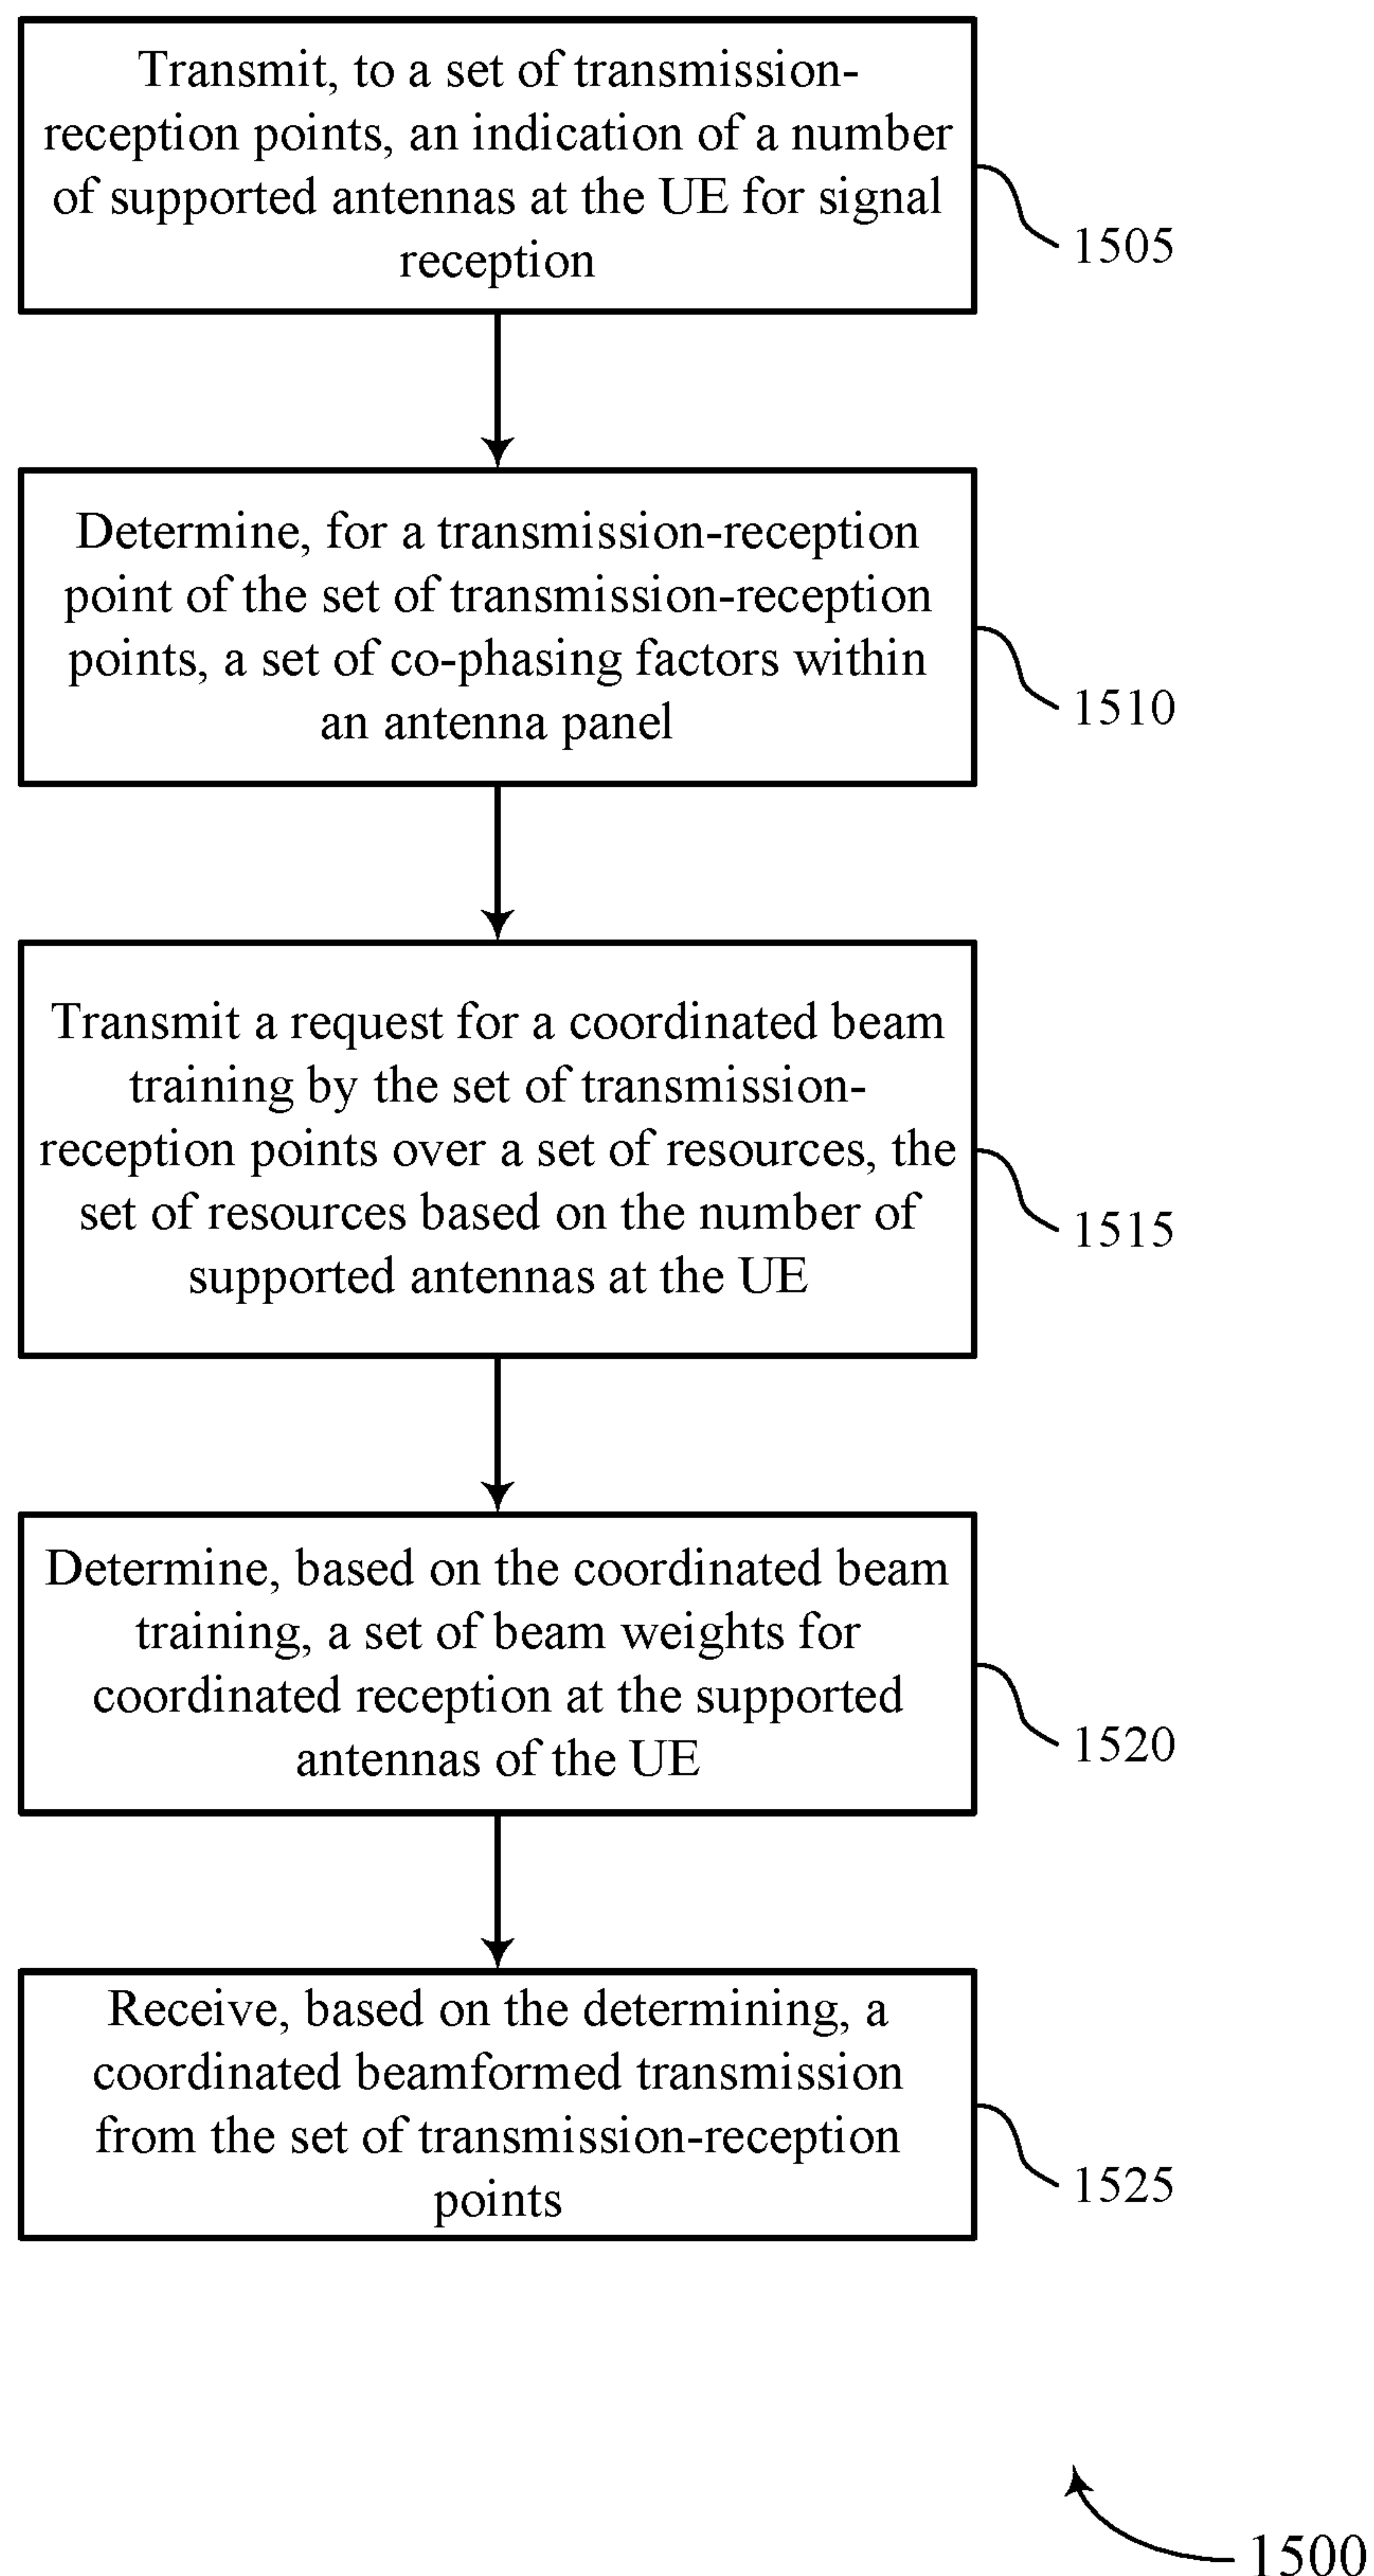 Transmit, to a set of transmission-
reception points, an indication of a number
of supported antennas at the UE for signal
reception
1505
Determine, for a transmission-reception
point of the set of transmission-reception
points, a set of co-phasing factors within
an antenna panel
1510
Transmit a request for a coordinated beam
training by the set of transmission-
reception points over a set of resources, the
set of resources based on the number of
supported antennas at the UE
1515
Determine, based on the coordinated beam
training, a set of beam weights for
coordinated reception at the supported
antennas of the UE
1520
Receive, based on the determining, a
coordinated beamformed transmission
from the set of transmission-reception
points
1525
1500